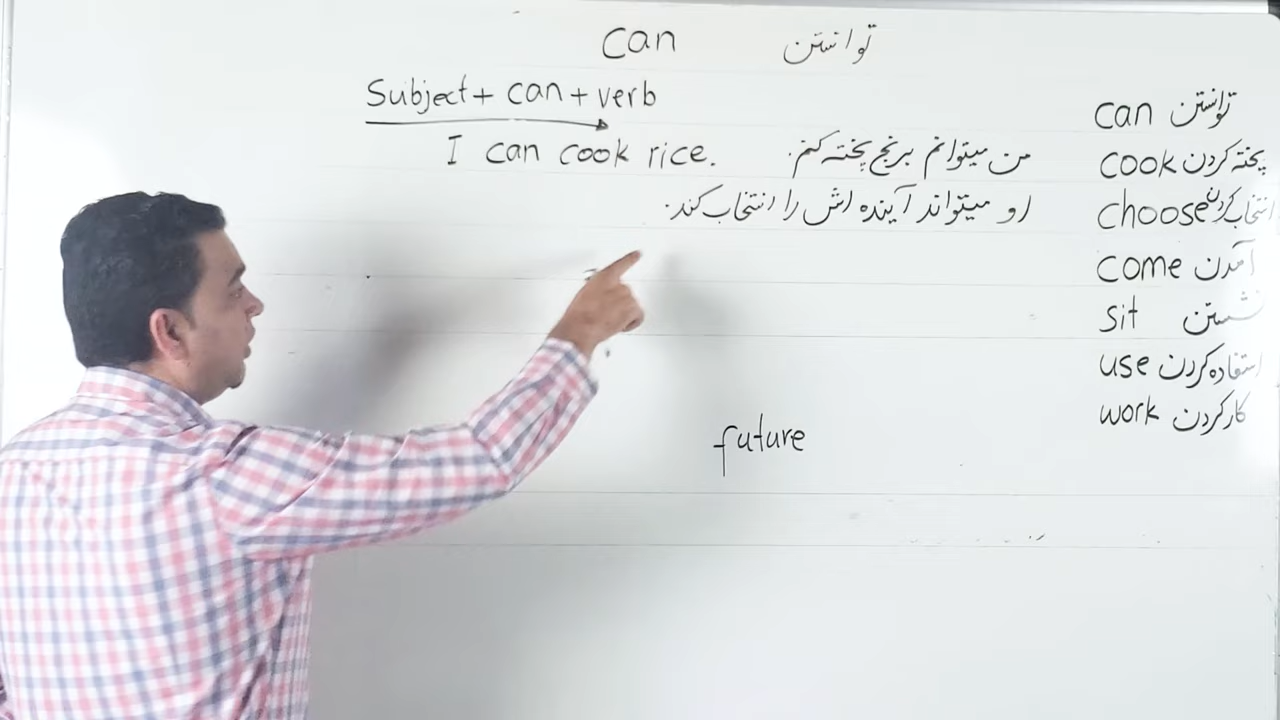 can توانستن
Subject + can + verb
I can cook rice. من میتوانم برنج پخته کنم.
او میتواند آینده اش را انتخاب کند.
future
can توانستن
cook پخته کردن
choose انتخاب کردن
come آمدن
sit نشستن
use استفاده کردن
work کار کردن